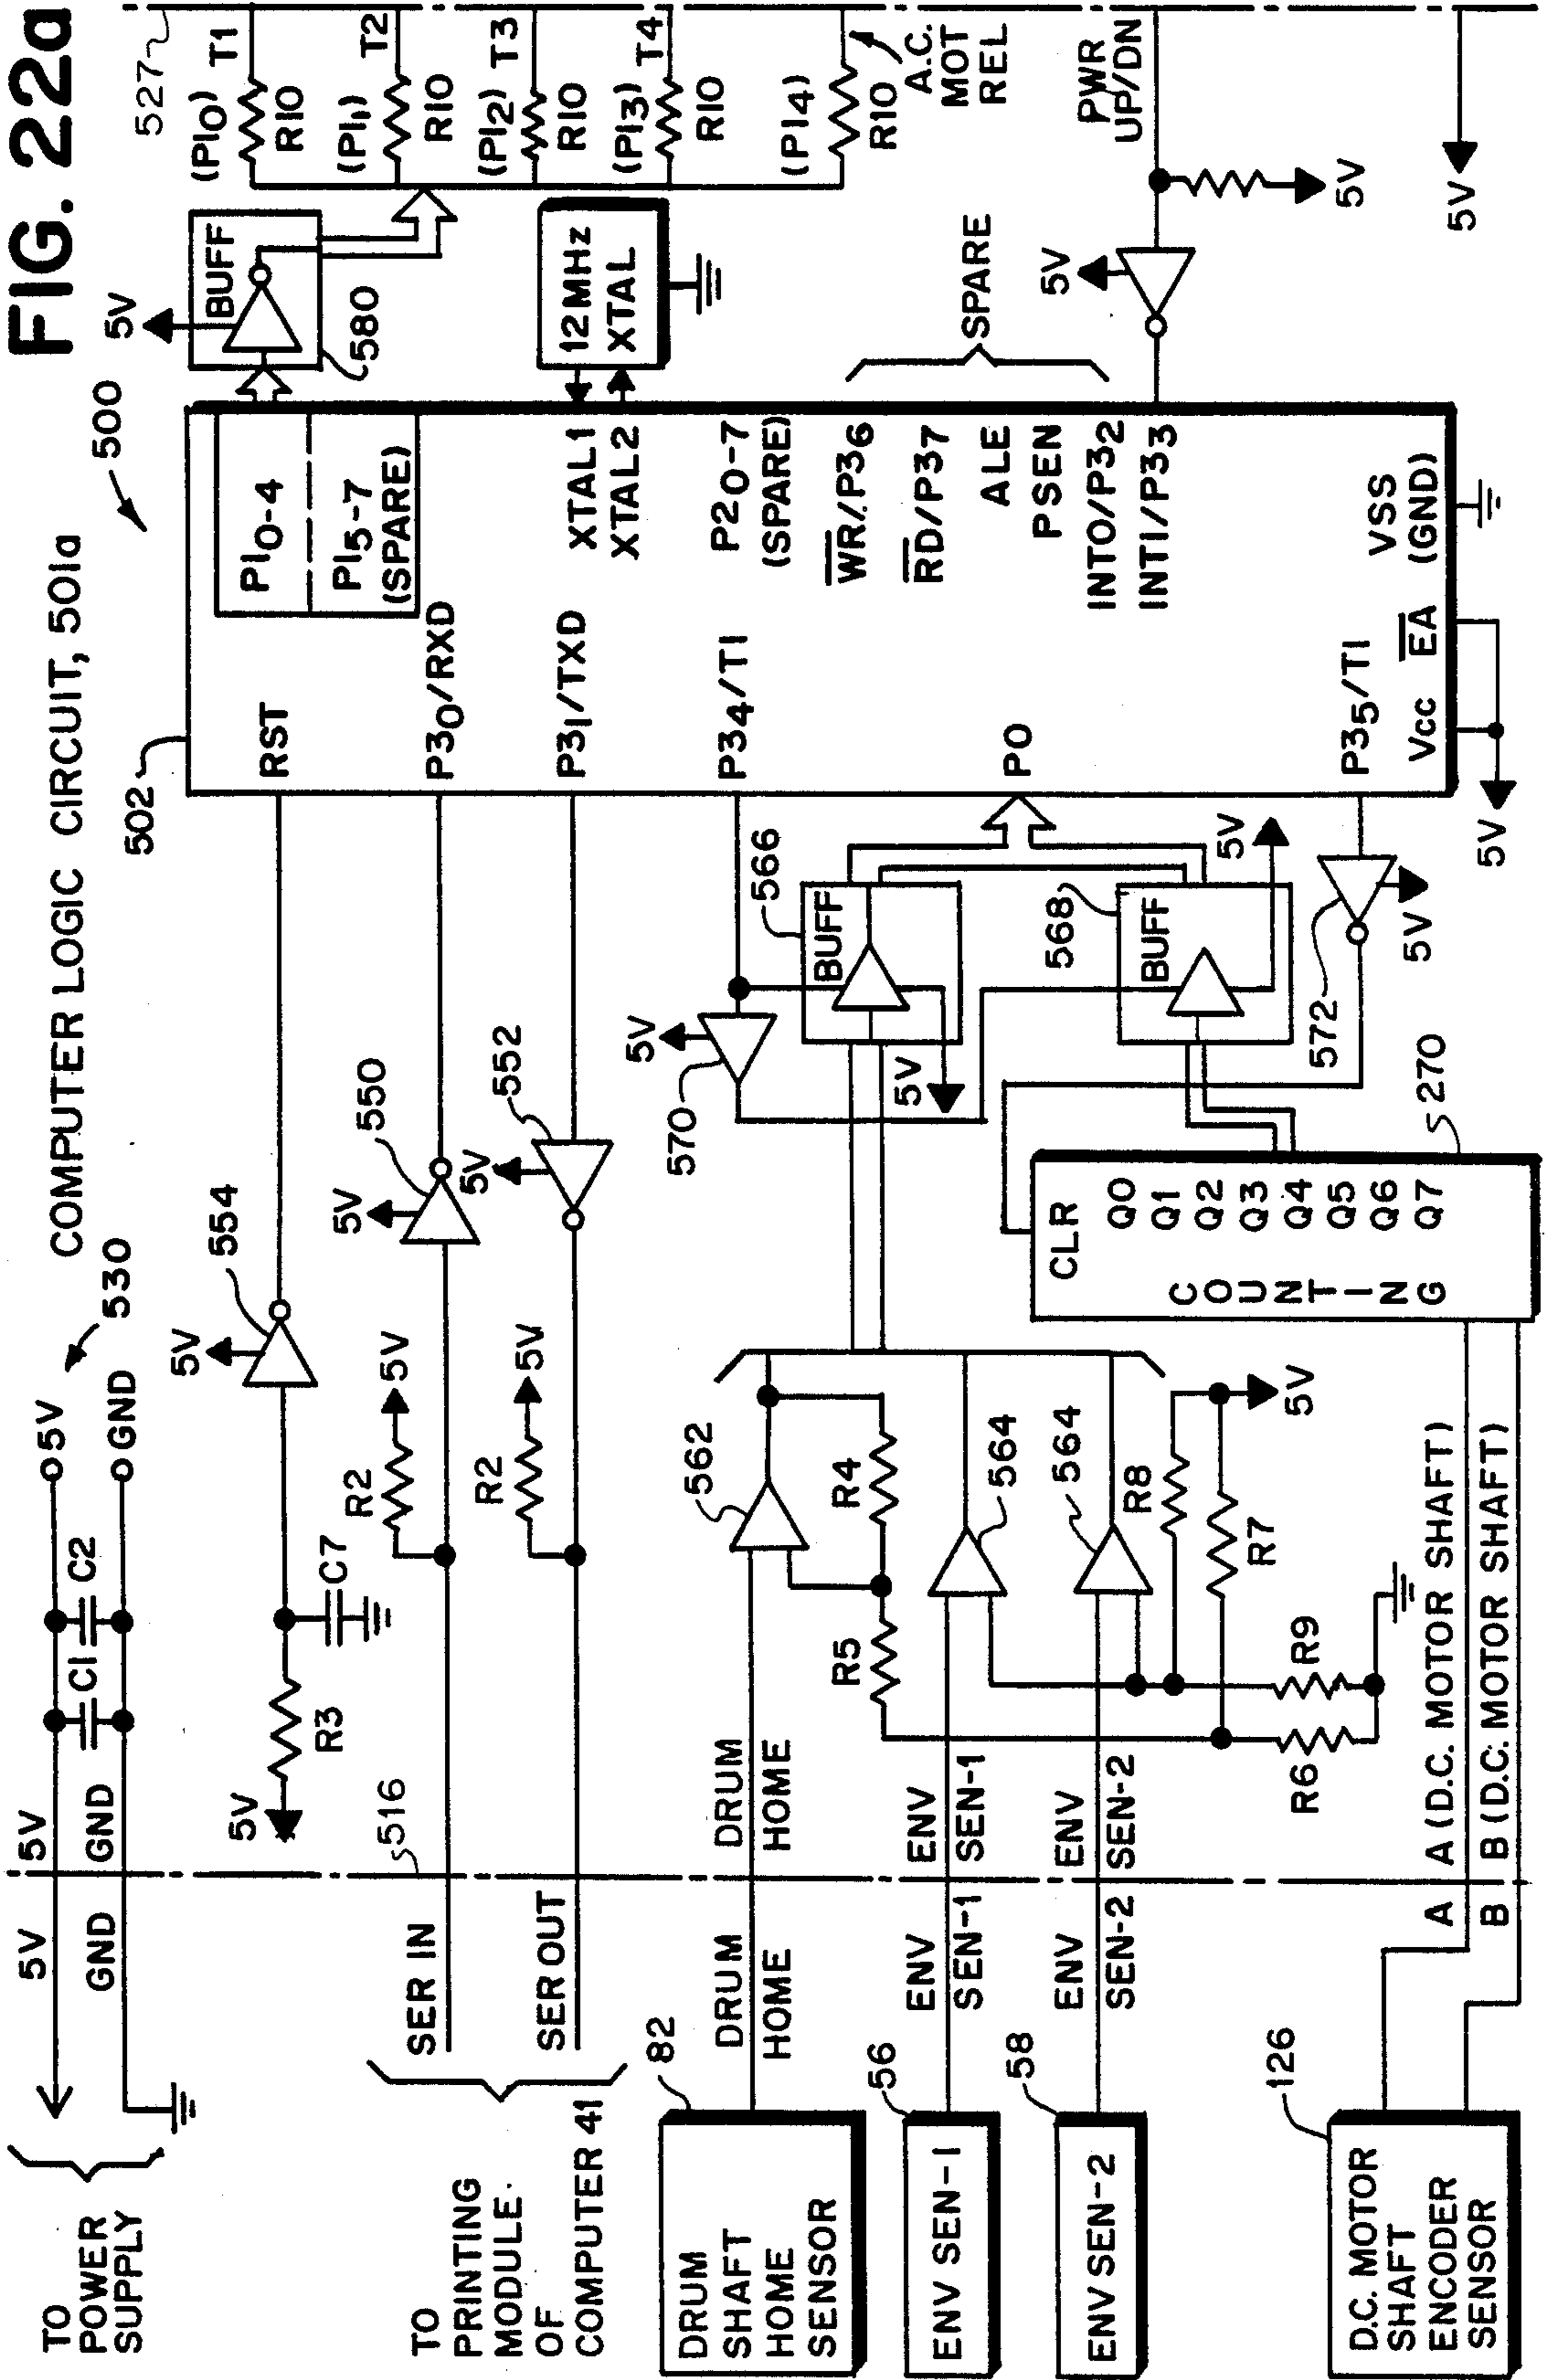 FIG. 22a
COMPUTER LOGIC CIRCUIT, 501a
500
530
TO
POWER
SUPPLY
5V
5V
5V
GND
GND
GND
C1
C2
516
5V
R3
C7
5V
554
TO
PRINTING
MODULE
OF
COMPUTER 41
SER IN
SER OUT
R2
5V
R2
5V
5V
550
5V
552
502
RST
P30/RXD
P31/TXD
P34/T1
P0
P35/T1
Vcc
EA
VSS
(GND)
5V
PI0-4
PI5-7
(SPARE)
XTAL1
XTAL2
P20-7
(SPARE)
WR/P36
RD/P37
ALE
PSEN
INTO/P32
INT1/P33
SPARE
5V
BUFF
580
12MHz
XTAL
527
(PI0)
T1
R10
(PI1)
T2
R10
(PI2)
T3
R10
(PI3)
T4
R10
(PI4)
R10
A.C.
MOT
REL
PWR
UP/DN
5V
5V
5V
DRUM
SHAFT
HOME
SENSOR
82
DRUM
HOME
DRUM
HOME
562
R4
R5
ENV SEN-1
56
ENV
SEN-1
ENV
SEN-1
564
ENV SEN-2
58
ENV
SEN-2
ENV
SEN-2
564
R8
R7
5V
R6
R9
5V
570
BUFF
566
5V
BUFF
568
5V
572
5V
270
CLR
Q0
Q1
Q2
Q3
Q4
Q5
Q6
Q7
COUNTING
D.C. MOTOR
SHAFT
ENCODER
SENSOR
126
A
A (D.C. MOTOR SHAFT)
B
B (D.C. MOTOR SHAFT)